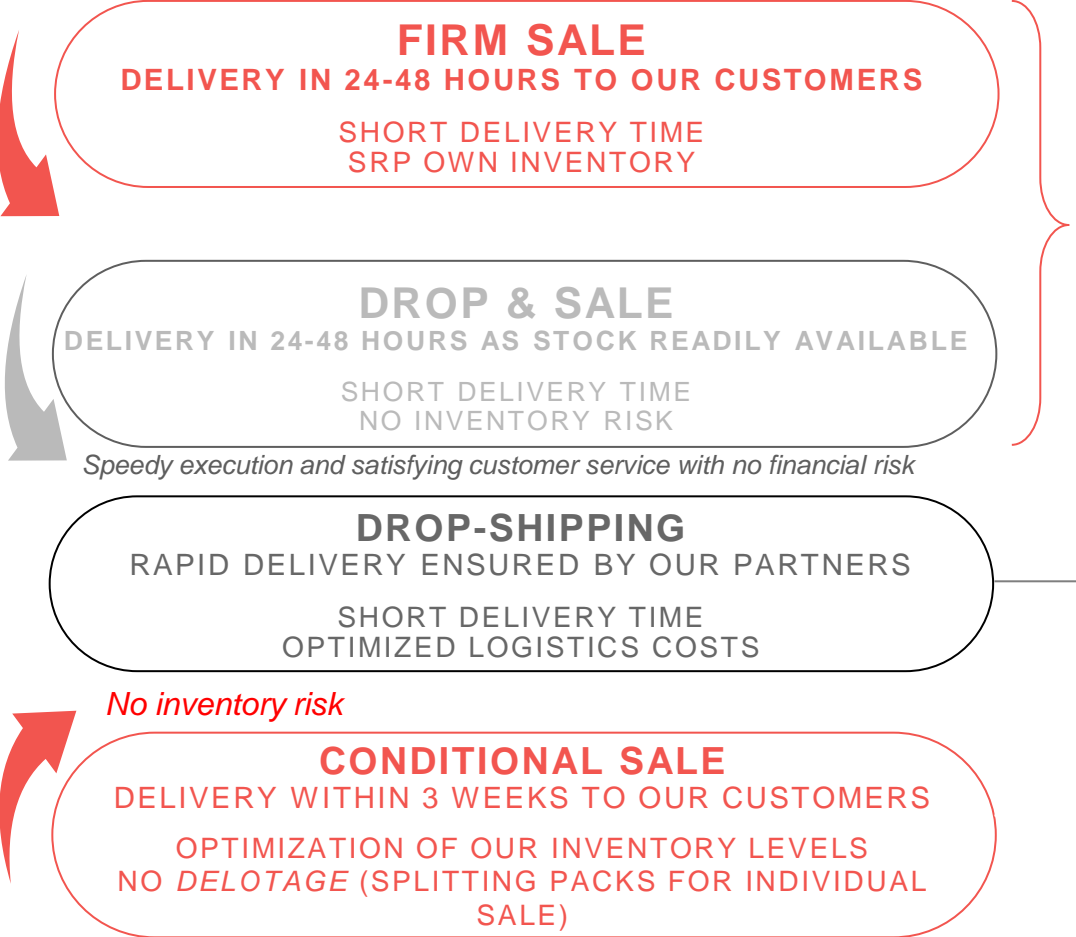 FIRM SALE
DELIVERY IN 24-48 HOURS TO OUR CUSTOMERS
SHORT DELIVERY TIME
SRP OWN INVENTORY
DROP & SALE
DELIVERY IN 24-48 HOURS AS STOCK READILY AVAILABLE
SHORT DELIVERY TIME
NO INVENTORY RISK
Speedy execution and satisfying customer service with no financial risk
DROP-SHIPPING
RAPID DELIVERY ENSURED BY OUR PARTNERS
SHORT DELIVERY TIME
OPTIMIZED LOGISTICS COSTS
No inventory risk
CONDITIONAL SALE
DELIVERY WITHIN 3 WEEKS TO OUR CUSTOMERS
OPTIMIZATION OF OUR INVENTORY LEVELS
NO DELOTAGE (SPLITTING PACKS FOR INDIVIDUAL
SALE)